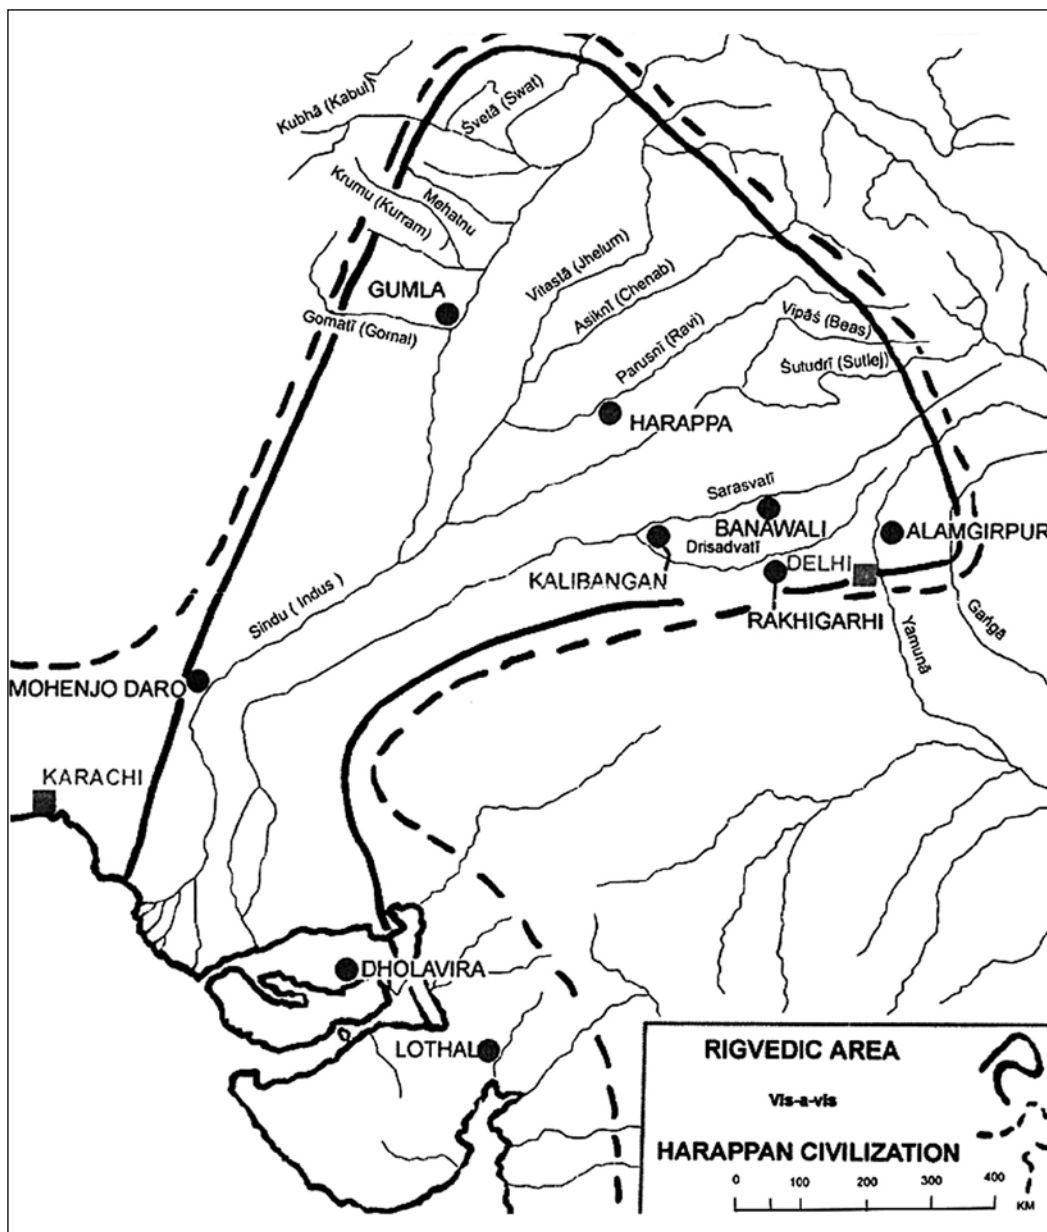 Kubhā (Kabul)
Śvetā (Swat)
Krumu (Kurram)
Mehatnu
GUMLA
Gomatī (Gomal)
Vitastā (Jhelum)
Asiknī (Chenab)
Parusnī (Ravi)
Vipāś (Beas)
Śutudrī (Sutlej)
HARAPPA
Sarasvatī
BANAWALI
ALAMGIRPUR
Drisadvatī
DELHI
KALIBANGAN
RAKHIGARHI
Sindu (Indus)
Yamunā
Gaṅgā
MOHENJO DARO
KARACHI
DHOLAVIRA
LOTHAL
RIGVEDIC AREA
Vis-a-vis
HARAPPAN CIVILIZATION
0 100 200 300 400
KM